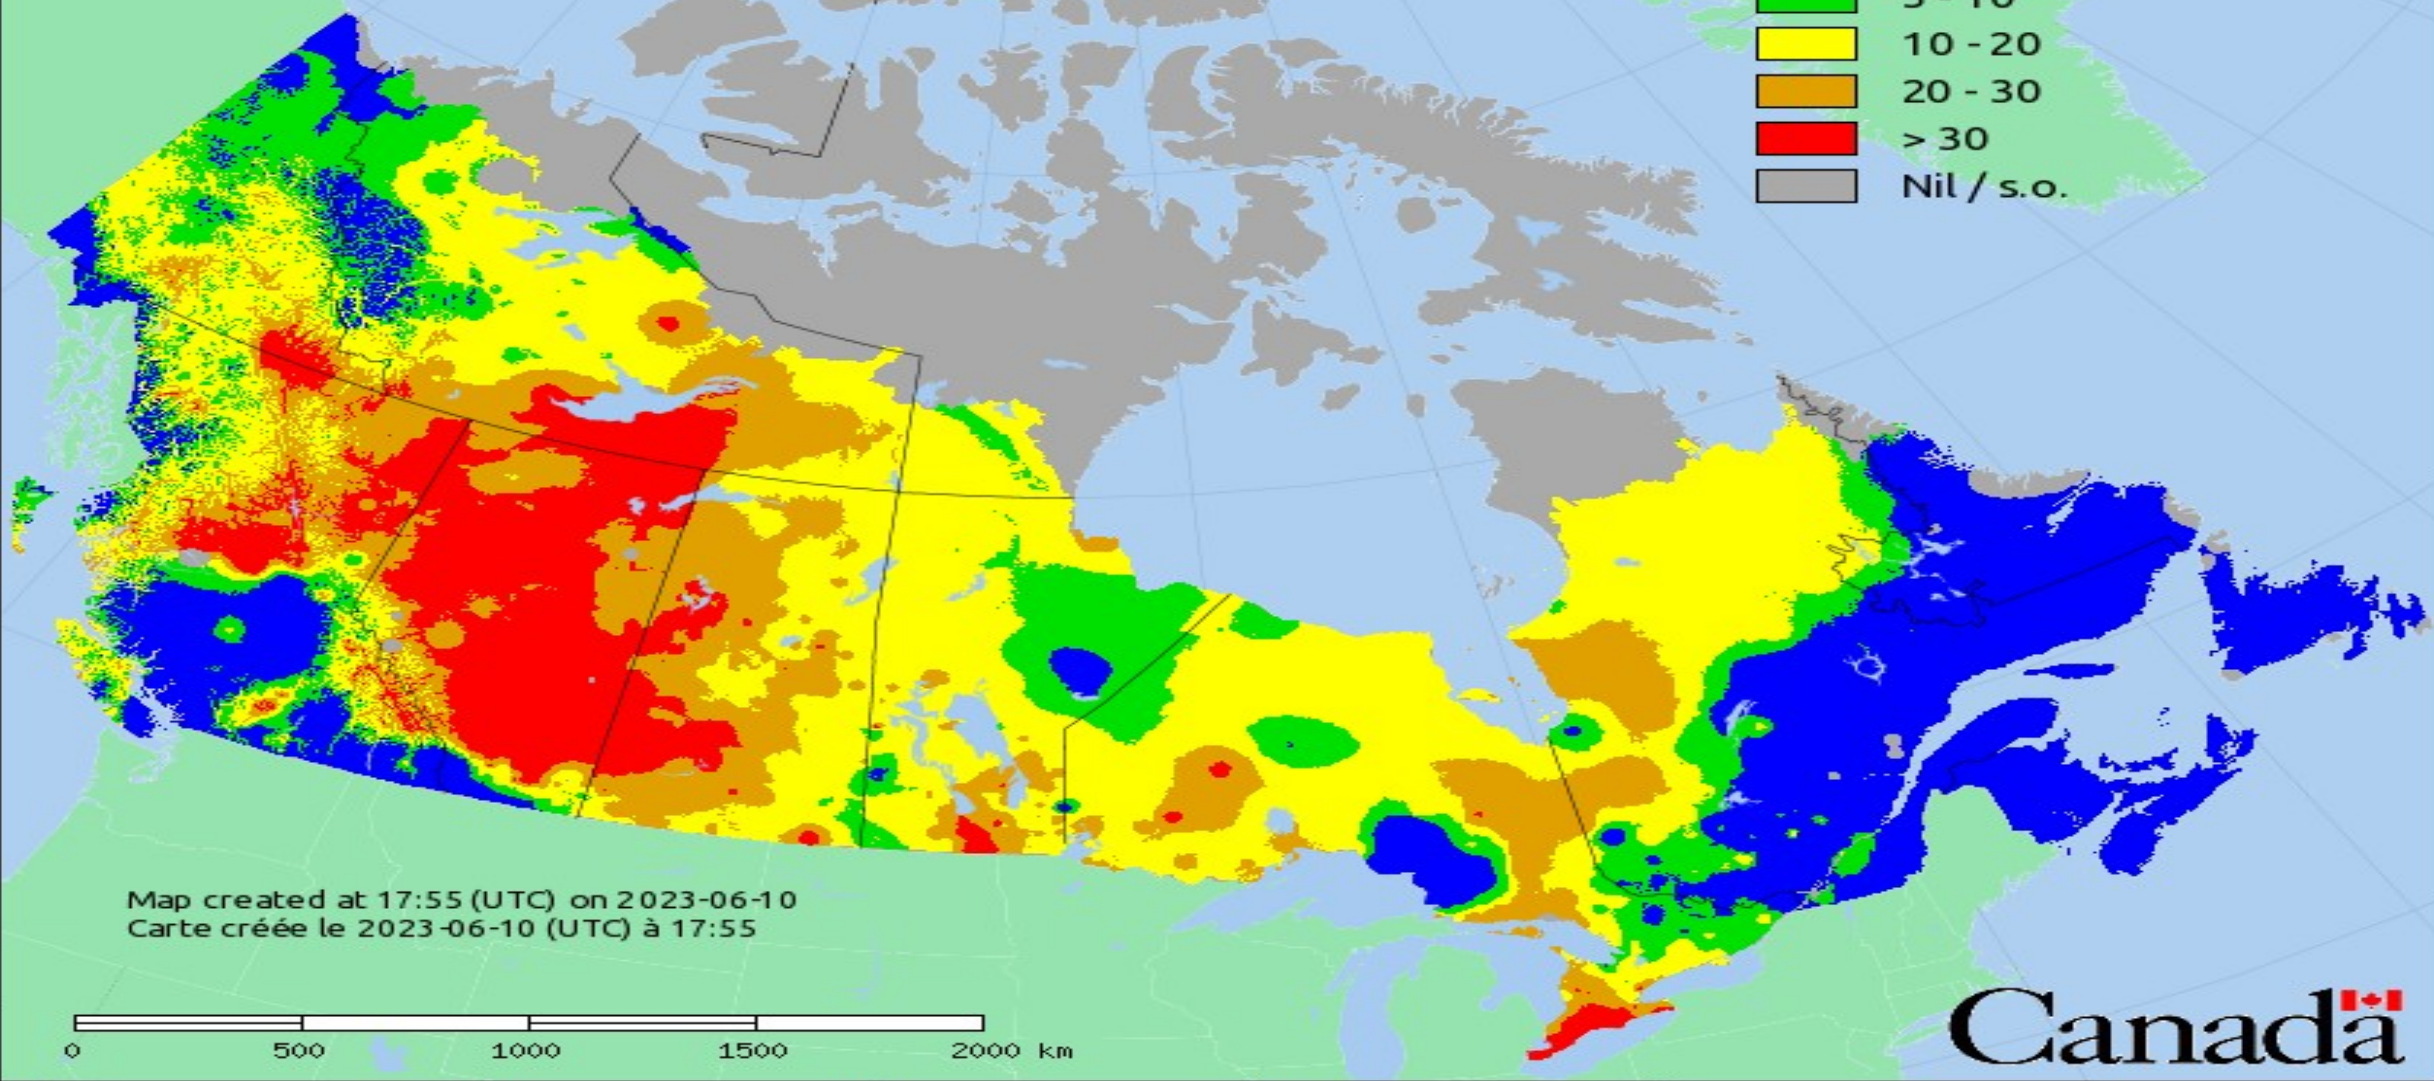 10 - 20
20 - 30
> 30
Nil / s.o.
Map created at 17:55 (UTC) on 2023-06-10
Carte créée le 2023-06-10 (UTC) à 17:55
0 500 1000 1500 2000 km
Canada